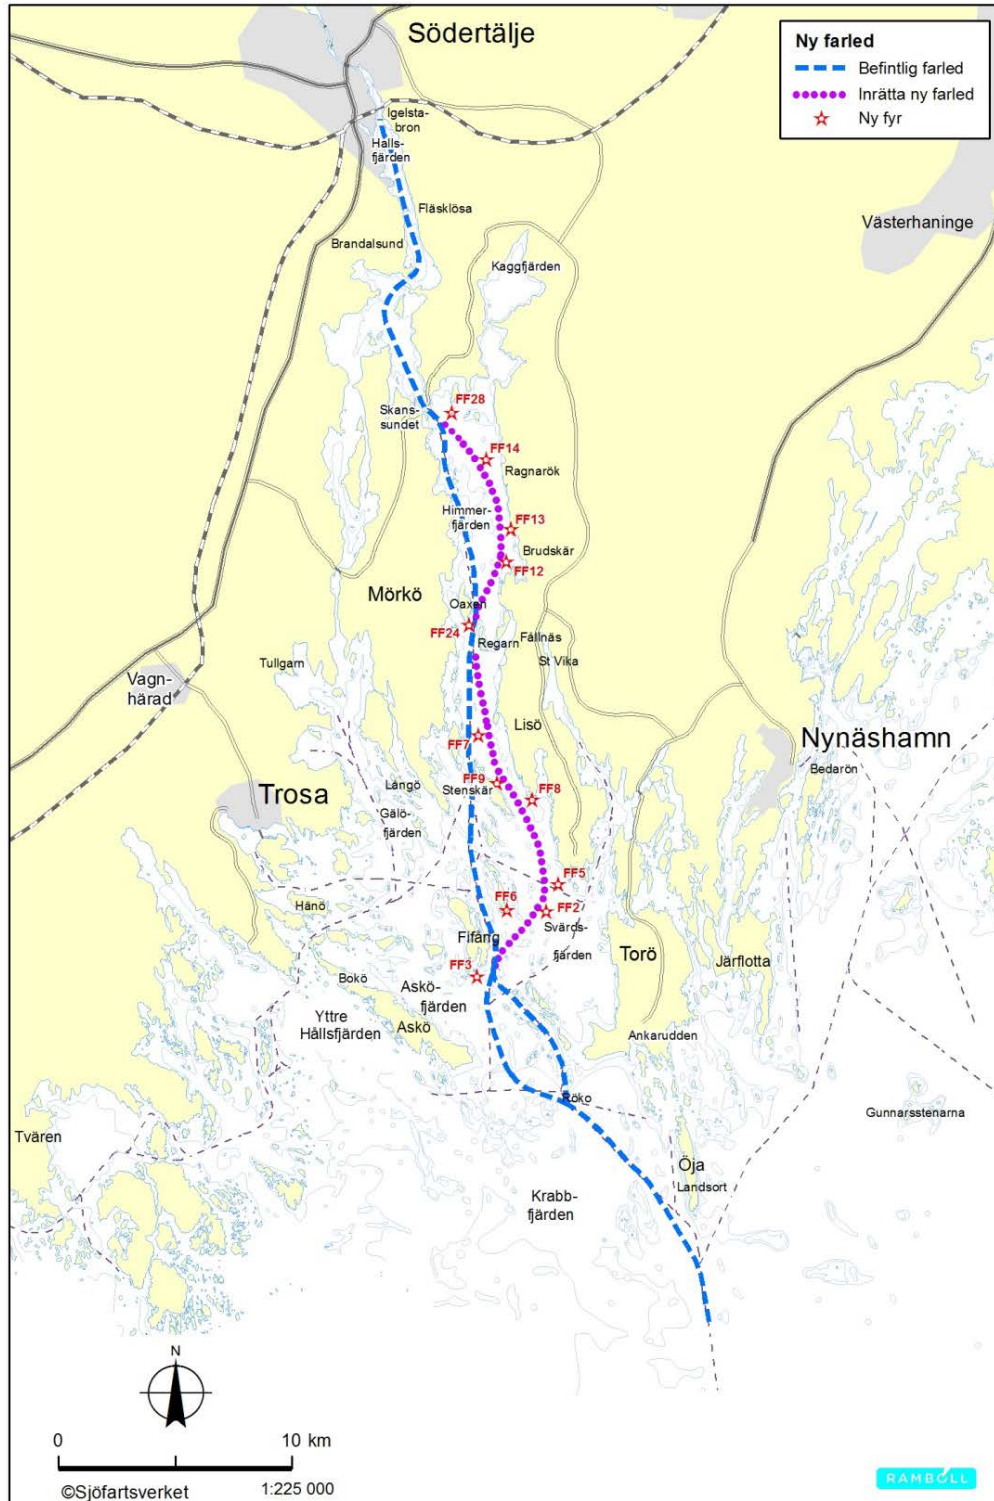 Södertälje
Ny farled
Befintlig farled
Inrätta ny farled
Ny fyr
Igelsta-
bron
Halls-
fjärden
Fläsklösa
Västerhaninge
Brandalsund
Kaggfjärden
FF28
Skans-
sundet
FF14
Ragnarök
Himmer-
fjärden
FF13
Brudskär
FF12
Mörkö
Oaxen
FF24
Regarn
Fållnäs
St Vika
Tullgarn
Vagn-
härad
Lisö
FF7
Nynäshamn
Bedarön
FF9
Stenskär
FF8
Långö
Trosa
Gälö-
fjärden
FF5
FF6
FF2
Hänö
Svärds-
fjärden
Fifång
Torö
Järflotta
FF3
Bokö
Askö-
fjärden
Yttre
Hållsfjärden
Askö
Ankarudden
Röko
Gunnarsstenarna
Tvären
Öja
Landsort
Krabb-
fjärden
N
0 10 km
©Sjöfartsverket 1:225 000
RAMBOLL